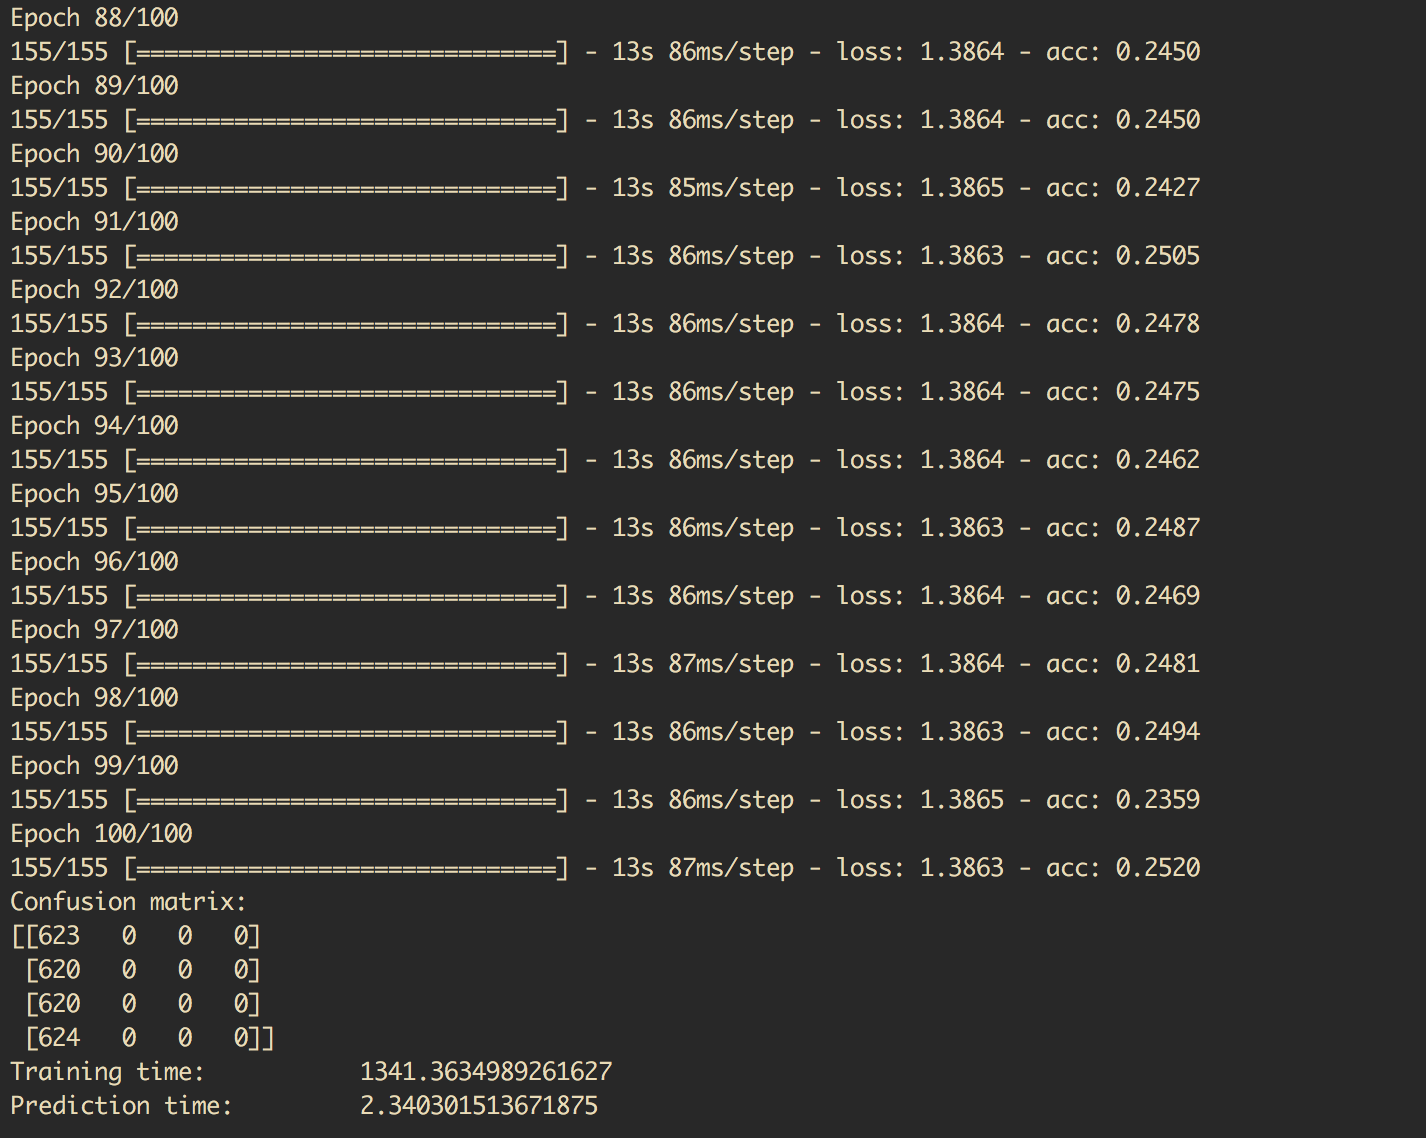 Epoch 88/100
155/155 [==============================] - 13s 86ms/step - loss: 1.3864 - acc: 0.2450
Epoch 89/100
155/155 [==============================] - 13s 86ms/step - loss: 1.3864 - acc: 0.2450
Epoch 90/100
155/155 [==============================] - 13s 85ms/step - loss: 1.3865 - acc: 0.2427
Epoch 91/100
155/155 [==============================] - 13s 86ms/step - loss: 1.3863 - acc: 0.2505
Epoch 92/100
155/155 [==============================] - 13s 86ms/step - loss: 1.3864 - acc: 0.2478
Epoch 93/100
155/155 [==============================] - 13s 86ms/step - loss: 1.3864 - acc: 0.2475
Epoch 94/100
155/155 [==============================] - 13s 86ms/step - loss: 1.3864 - acc: 0.2462
Epoch 95/100
155/155 [==============================] - 13s 86ms/step - loss: 1.3863 - acc: 0.2487
Epoch 96/100
155/155 [==============================] - 13s 86ms/step - loss: 1.3864 - acc: 0.2469
Epoch 97/100
155/155 [==============================] - 13s 87ms/step - loss: 1.3864 - acc: 0.2481
Epoch 98/100
155/155 [==============================] - 13s 86ms/step - loss: 1.3863 - acc: 0.2494
Epoch 99/100
155/155 [==============================] - 13s 86ms/step - loss: 1.3865 - acc: 0.2359
Epoch 100/100
155/155 [==============================] - 13s 87ms/step - loss: 1.3863 - acc: 0.2520
Confusion matrix:
[[623   0   0   0]
 [620   0   0   0]
 [620   0   0   0]
 [624   0   0   0]]
Training time:           1341.3634989261627
Prediction time:         2.340301513671875